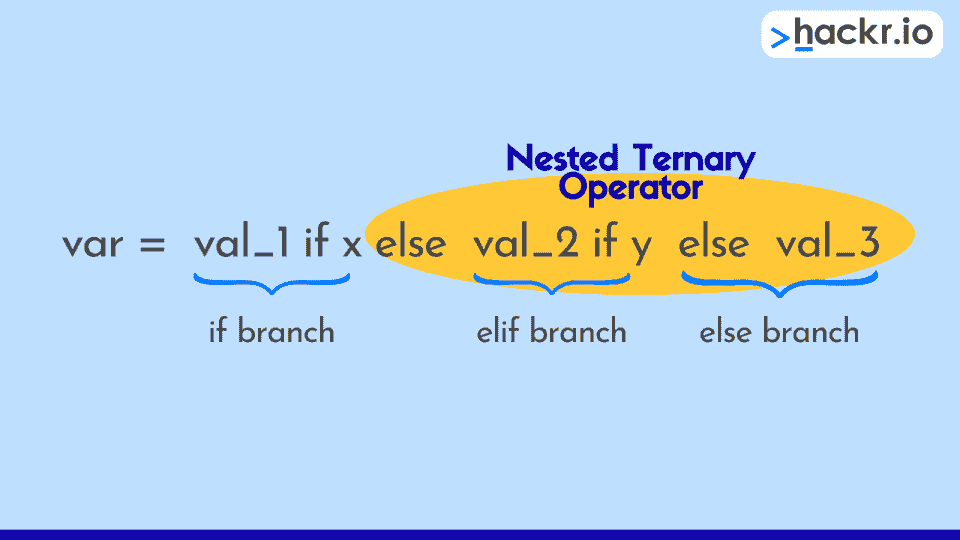 >hackr.io
Nested Ternary
Operator
var = val_1 if x else val_2 if y else val_3
if branch elif branch else branch